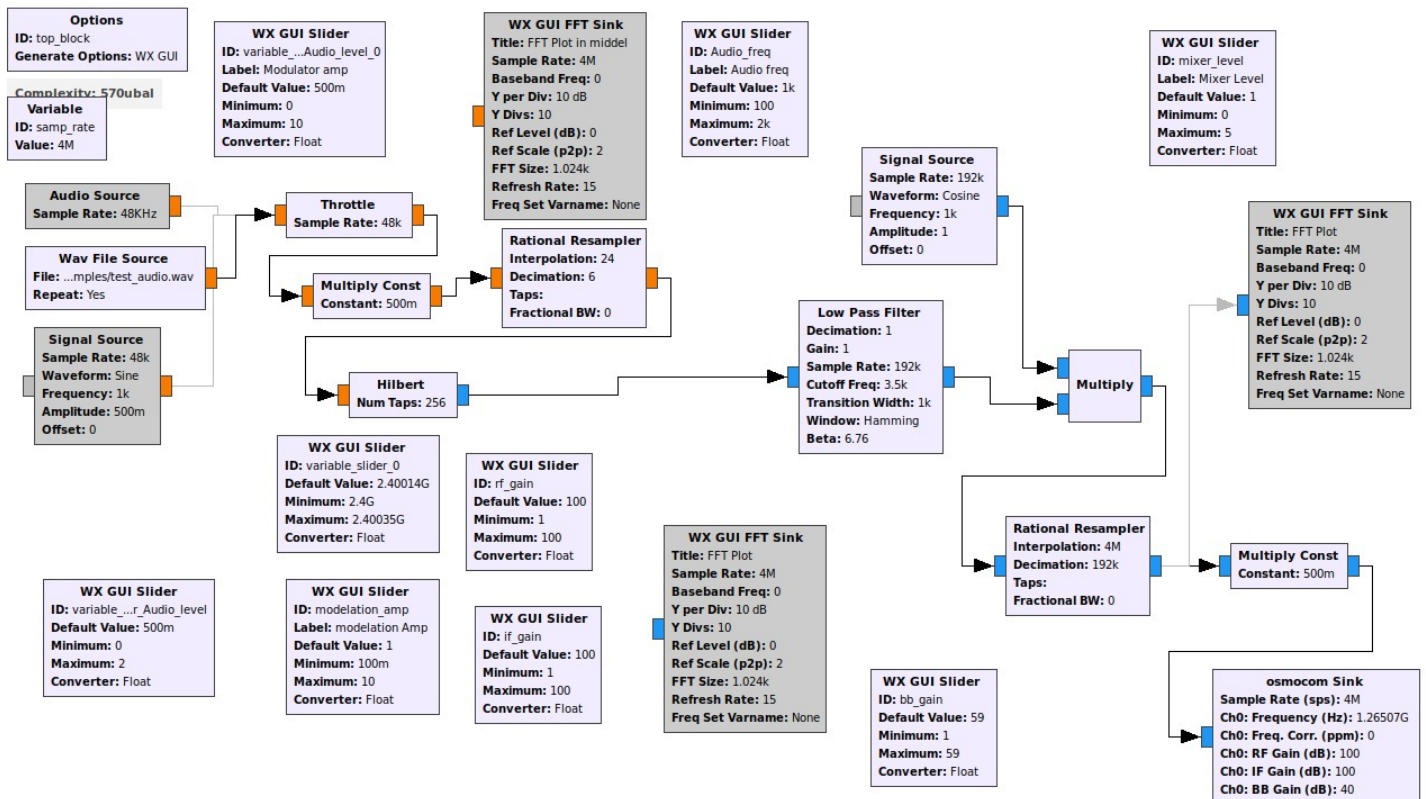 Options
ID: top_block
Generate Options: WX GUI
Complexity: 570ubal
Variable
ID: samp_rate
Value: 4M
WX GUI Slider
ID: variable_...Audio_level_0
Label: Modulator amp
Default Value: 500m
Minimum: 0
Maximum: 10
Converter: Float
WX GUI FFT Sink
Title: FFT Plot in middel
Sample Rate: 4M
Baseband Freq: 0
Y per Div: 10 dB
Y Divs: 10
Ref Level (dB): 0
Ref Scale (p2p): 2
FFT Size: 1.024k
Refresh Rate: 15
Freq Set Varname: None
WX GUI Slider
ID: Audio_freq
Label: Audio freq
Default Value: 1k
Minimum: 100
Maximum: 2k
Converter: Float
WX GUI Slider
ID: mixer_level
Label: Mixer Level
Default Value: 1
Minimum: 0
Maximum: 5
Converter: Float
Audio Source
Sample Rate: 48KHz
Wav File Source
File: ...mples/test_audio.wav
Repeat: Yes
Signal Source
Sample Rate: 48k
Waveform: Sine
Frequency: 1k
Amplitude: 500m
Offset: 0
Throttle
Sample Rate: 48k
Multiply Const
Constant: 500m
Rational Resampler
Interpolation: 24
Decimation: 6
Taps:
Fractional BW: 0
Hilbert
Num Taps: 256
Signal Source
Sample Rate: 192k
Waveform: Cosine
Frequency: 1k
Amplitude: 1
Offset: 0
Low Pass Filter
Decimation: 1
Gain: 1
Sample Rate: 192k
Cutoff Freq: 3.5k
Transition Width: 1k
Window: Hamming
Beta: 6.76
Multiply
WX GUI FFT Sink
Title: FFT Plot
Sample Rate: 4M
Baseband Freq: 0
Y per Div: 10 dB
Y Divs: 10
Ref Level (dB): 0
Ref Scale (p2p): 2
FFT Size: 1.024k
Refresh Rate: 15
Freq Set Varname: None
WX GUI Slider
ID: variable_slider_0
Default Value: 2.40014G
Minimum: 2.4G
Maximum: 2.40035G
Converter: Float
WX GUI Slider
ID: rf_gain
Default Value: 100
Minimum: 1
Maximum: 100
Converter: Float
WX GUI Slider
ID: variable_...r_Audio_level
Default Value: 500m
Minimum: 0
Maximum: 2
Converter: Float
WX GUI Slider
ID: modelation_amp
Label: modelation Amp
Default Value: 1
Minimum: 100m
Maximum: 10
Converter: Float
WX GUI Slider
ID: if_gain
Default Value: 100
Minimum: 1
Maximum: 100
Converter: Float
WX GUI FFT Sink
Title: FFT Plot
Sample Rate: 4M
Baseband Freq: 0
Y per Div: 10 dB
Y Divs: 10
Ref Level (dB): 0
Ref Scale (p2p): 2
FFT Size: 1.024k
Refresh Rate: 15
Freq Set Varname: None
Rational Resampler
Interpolation: 4M
Decimation: 192k
Taps:
Fractional BW: 0
Multiply Const
Constant: 500m
WX GUI Slider
ID: bb_gain
Default Value: 59
Minimum: 1
Maximum: 59
Converter: Float
osmocom Sink
Sample Rate (sps): 4M
Ch0: Frequency (Hz): 1.26507G
Ch0: Freq. Corr. (ppm): 0
Ch0: RF Gain (dB): 100
Ch0: IF Gain (dB): 100
Ch0: BB Gain (dB): 40